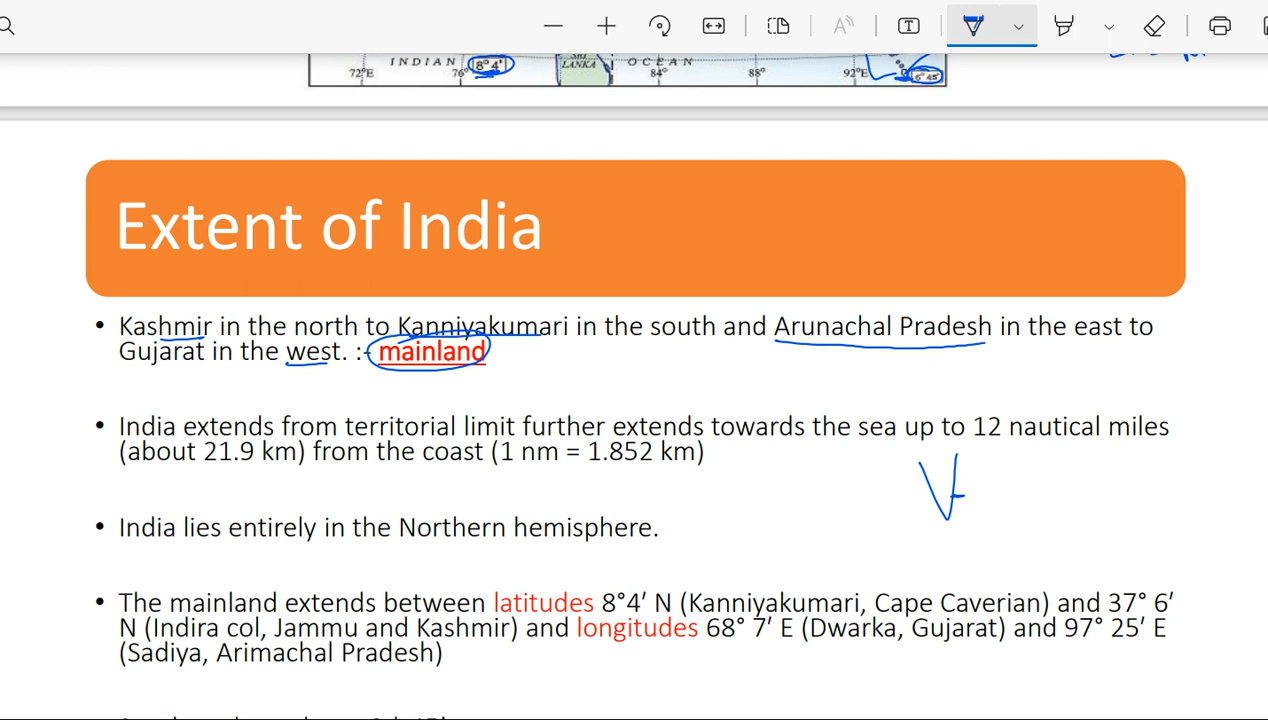 INDIAN 8° 4' SRI OCEAN
LANKA
72°E 76° 84° 88° 92°E 6° 45'
Extent of India
• Kashmir in the north to Kanniyakumari in the south and Arunachal Pradesh in the east to
Gujarat in the west. :- mainland
• India extends from territorial limit further extends towards the sea up to 12 nautical miles
(about 21.9 km) from the coast (1 nm = 1.852 km)
• India lies entirely in the Northern hemisphere.
• The mainland extends between latitudes 8°4′ N (Kanniyakumari, Cape Caverian) and 37° 6′
N (Indira col, Jammu and Kashmir) and longitudes 68° 7′ E (Dwarka, Gujarat) and 97° 25′ E
(Sadiya, Arimachal Pradesh)